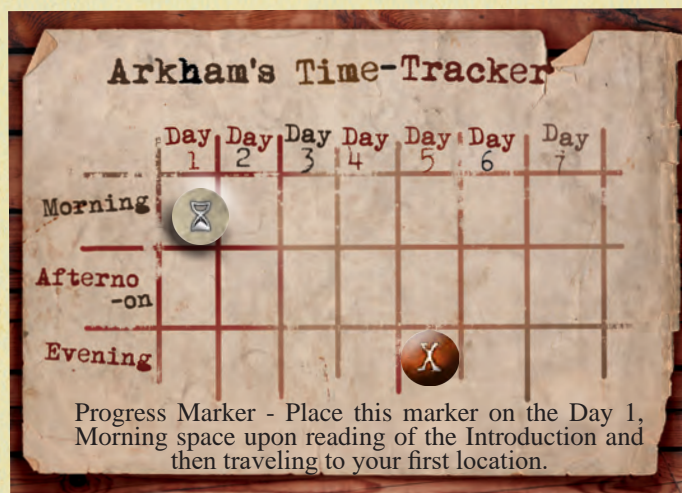 Arkham's Time-Tracker
Day Day Day Day Day Day Day
1 2 3 4 5 6 7
Morning
Afterno
-on
Evening
X
Progress Marker - Place this marker on the Day 1,
Morning space upon reading of the Introduction and
then traveling to your first location.